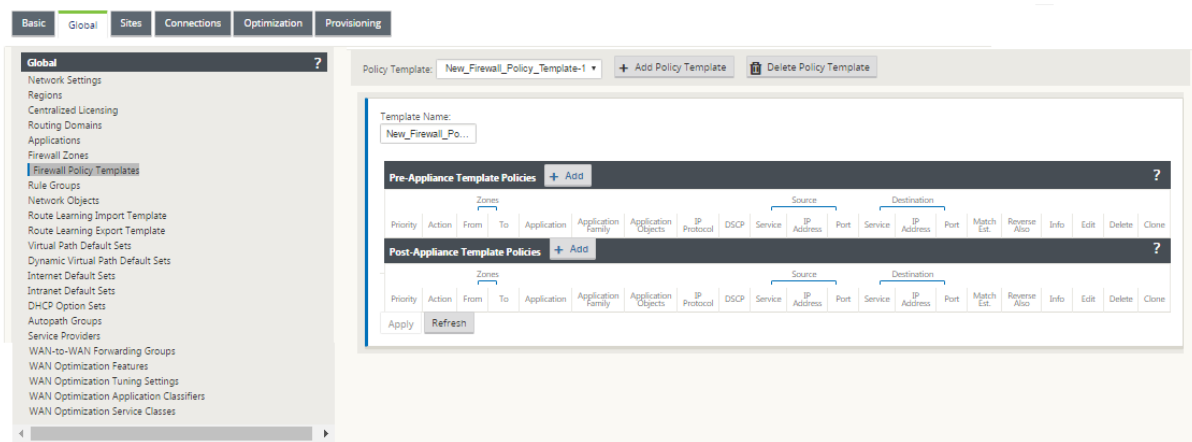 Basic Global Sites Connections Optimization Provisioning
Global ?
Network Settings
Regions
Centralized Licensing
Routing Domains
Applications
Firewall Zones
Firewall Policy Templates
Rule Groups
Network Objects
Route Learning Import Template
Route Learning Export Template
Virtual Path Default Sets
Dynamic Virtual Path Default Sets
Internet Default Sets
Intranet Default Sets
DHCP Option Sets
Autopath Groups
Service Providers
WAN-to-WAN Forwarding Groups
WAN Optimization Features
WAN Optimization Tuning Settings
WAN Optimization Application Classifiers
WAN Optimization Service Classes
Policy Template: New_Firewall_Policy_Template-1 + Add Policy Template Delete Policy Template
Template Name:
New_Firewall_Po...
Pre-Appliance Template Policies + Add ?
Zones Source Destination
Priority Action From To Application Application Family Application Objects IP Protocol DSCP Service IP Address Port Service IP Address Port Match Est. Reverse Also Info Edit Delete Clone
Post-Appliance Template Policies + Add ?
Zones Source Destination
Priority Action From To Application Application Family Application Objects IP Protocol DSCP Service IP Address Port Service IP Address Port Match Est. Reverse Also Info Edit Delete Clone
Apply Refresh